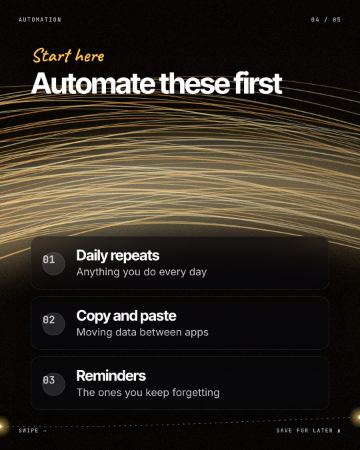 AUTOMATION
04 / 05
Start here
Automate these first
01
Daily repeats
Anything you do every day
02
Copy and paste
Moving data between apps
03
Reminders
The ones you keep forgetting
SWIPE →
SAVE FOR LATER